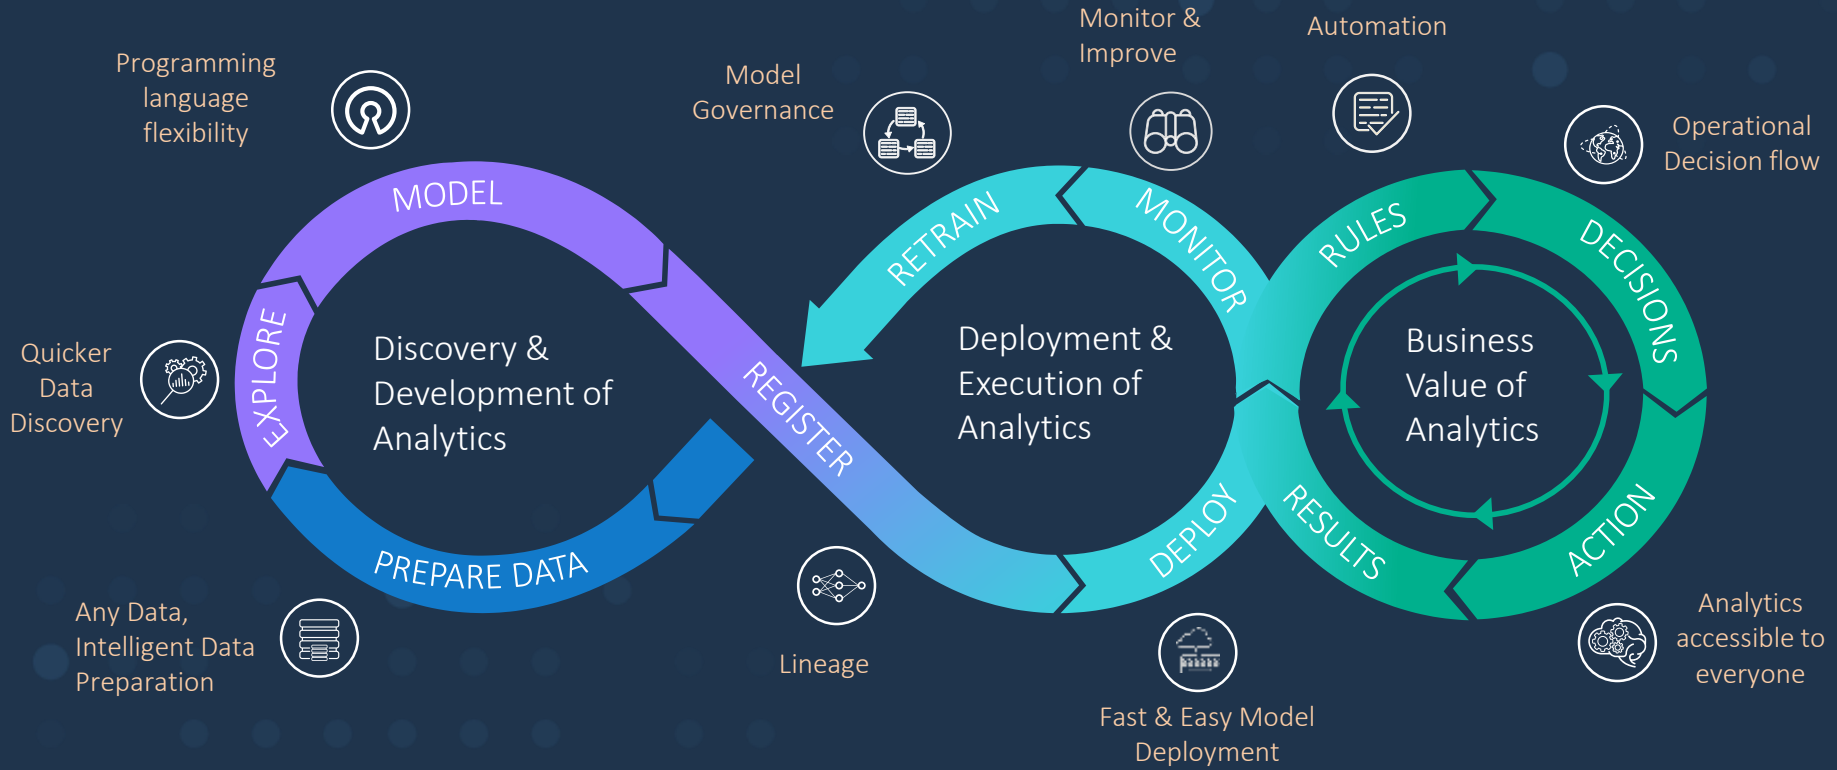 Programming
language
flexibility
Model
Governance
Monitor &
Improve
Automation
Operational
Decision flow
MODEL
RETRAIN
MONITOR
RULES
DECISIONS
EXPLORE
Quicker
Data
Discovery
Discovery &
Development of
Analytics
REGISTER
Deployment &
Execution of
Analytics
Business
Value of
Analytics
PREPARE DATA
DEPLOY
RESULTS
ACTION
Any Data,
Intelligent Data
Preparation
Lineage
Fast & Easy Model
Deployment
Analytics
accessible to
everyone